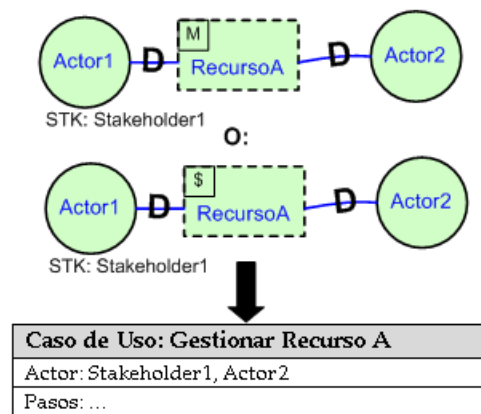 M
Actor1 D RecursoA D Actor2
STK: Stakeholder1
O:
$
Actor1 D RecursoA D Actor2
STK: Stakeholder1
Caso de Uso: Gestionar Recurso A
Actor: Stakeholder1, Actor2
Pasos: ...